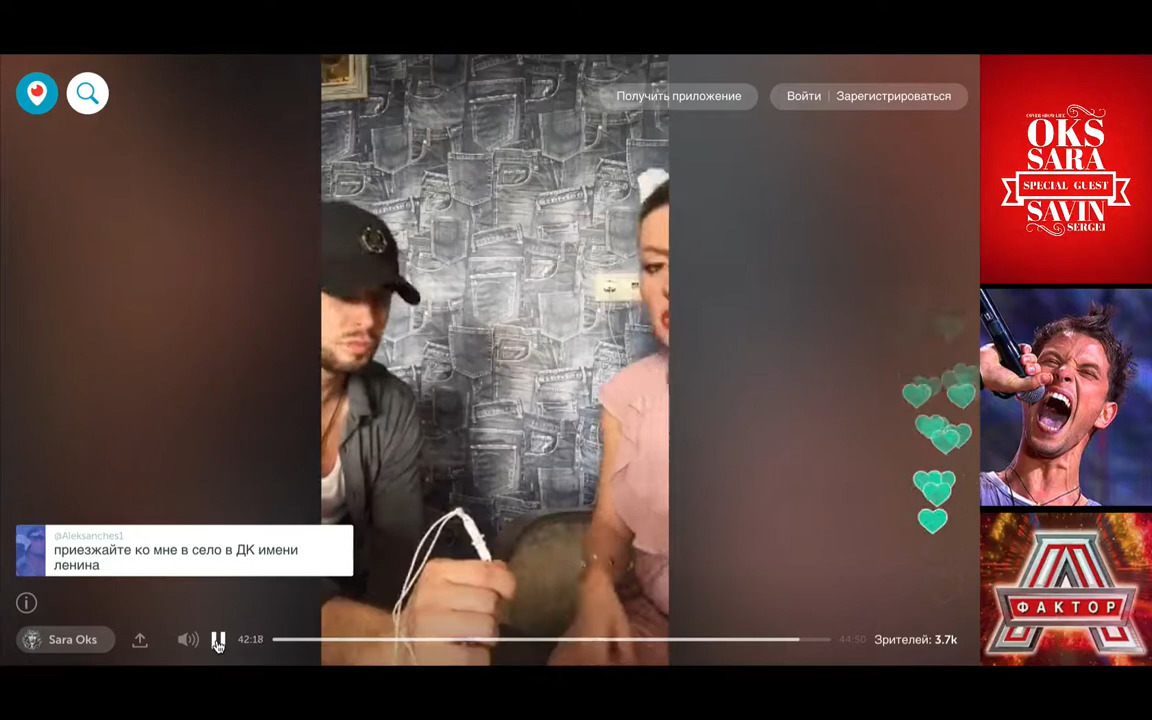 Получить приложение
Войти | Зарегистрироваться
COVER SHOW LIFE
OKS
SARA
SPECIAL GUEST
SAVIN
SERGEI
@Aleksanches1
приезжайте ко мне в село в ДК имени
ленина
Sara Oks
42:18
44:50
Зрителей: 3.7k
ФАКТОР